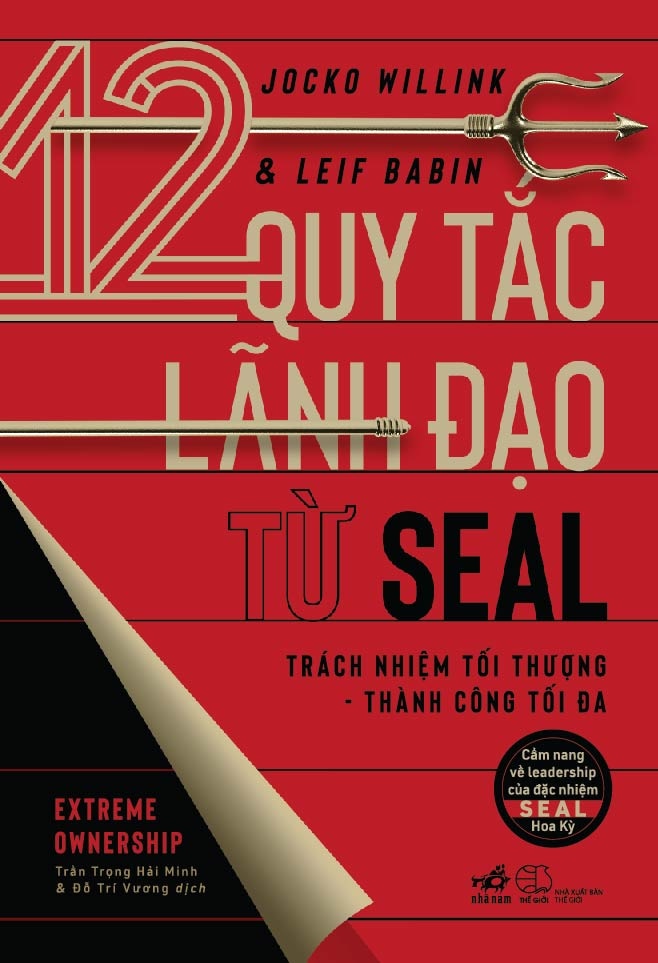 12
JOCKO WILLINK
& LEIF BABIN
QUY TẮC
LÃNH ĐẠO
TỪ SEAL
TRÁCH NHIỆM TỐI THƯỢNG
- THÀNH CÔNG TỐI ĐA
Cẩm nang
về leadership
của đặc nhiệm
SEAL
Hoa Kỳ
EXTREME
OWNERSHIP
Trần Trọng Hải Minh
& Đỗ Trí Vương dịch
nhã nam
THẾ GIỚI
NHÀ XUẤT BẢN
THẾ GIỚI